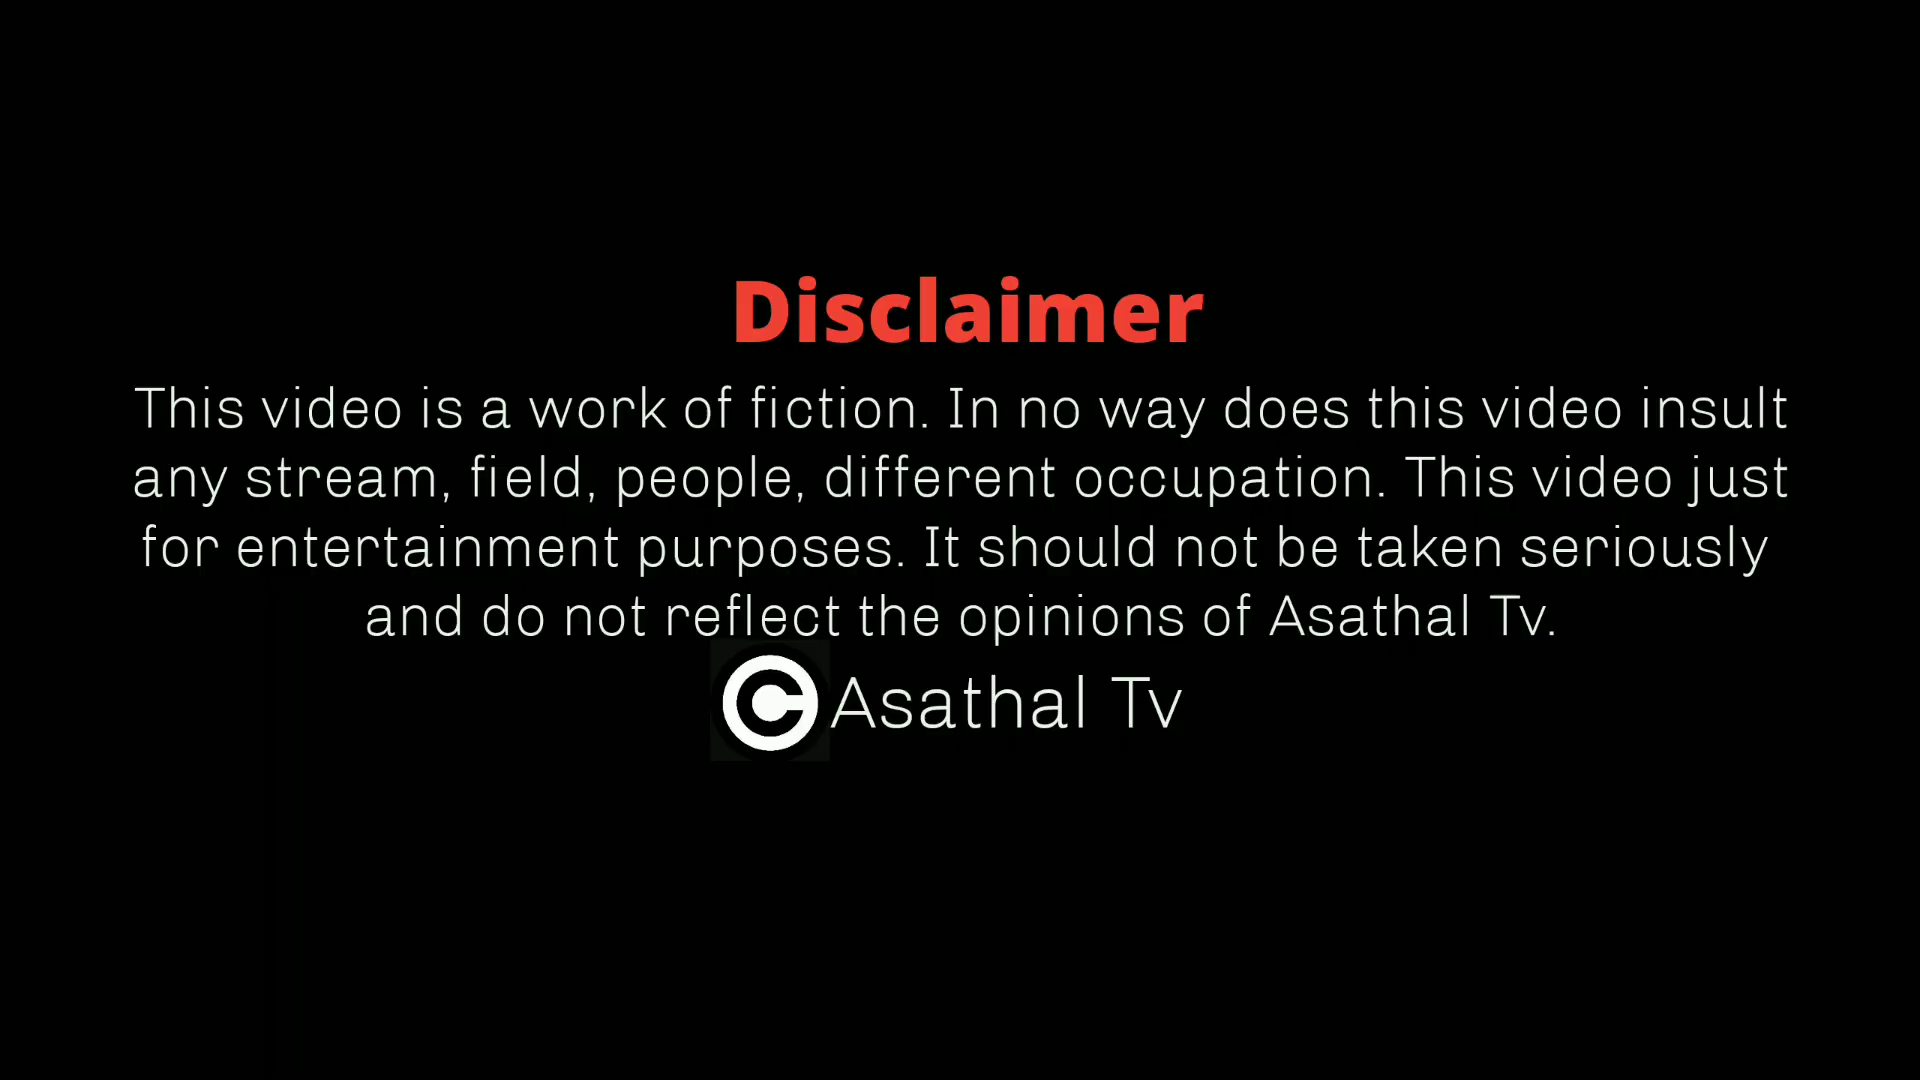 Disclaimer
This video is a work of fiction. In no way does this video insult
any stream, field, people, different occupation. This video just
for entertainment purposes. It should not be taken seriously
and do not reflect the opinions of Asathal Tv.
© Asathal Tv